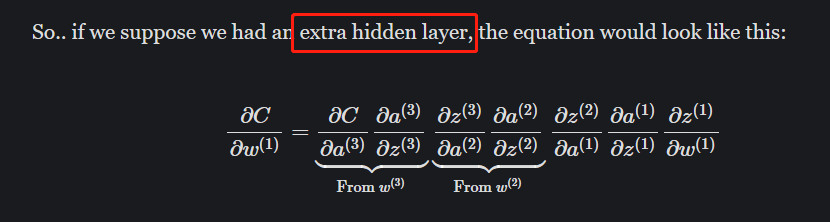 So.. if we suppose we had an extra hidden layer, the equation would look like this:
∂C/∂w⁽¹⁾ = ∂C/∂a⁽³⁾ ∂a⁽³⁾/∂z⁽³⁾ ∂z⁽³⁾/∂a⁽²⁾ ∂a⁽²⁾/∂z⁽²⁾ ∂z⁽²⁾/∂a⁽¹⁾ ∂a⁽¹⁾/∂z⁽¹⁾ ∂z⁽¹⁾/∂w⁽¹⁾
From w⁽³⁾ From w⁽²⁾